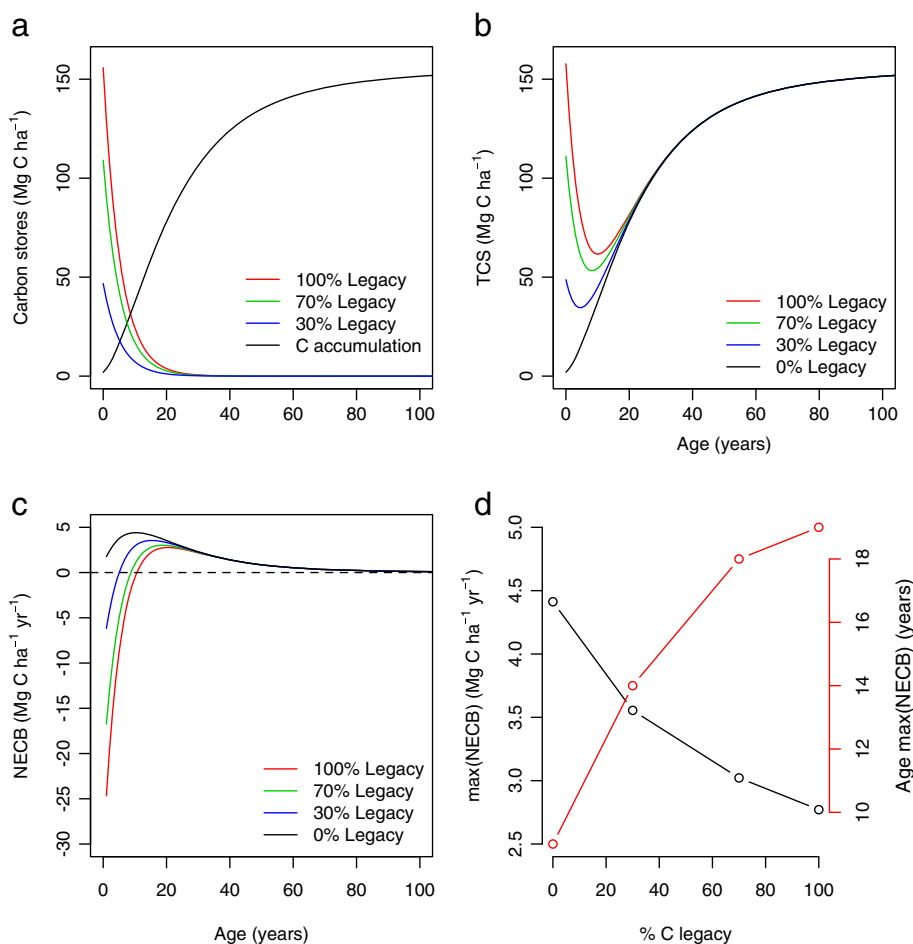 a
Carbon stores (Mg C ha⁻¹)
150
100
50
0
0 20 40 60 80 100
100% Legacy
70% Legacy
30% Legacy
C accumulation
b
TCS (Mg C ha⁻¹)
150
100
50
0
0 20 40 60 80 100
Age (years)
100% Legacy
70% Legacy
30% Legacy
0% Legacy
c
NECB (Mg C ha⁻¹ yr⁻¹)
5
0
-5
-10
-15
-20
-25
-30
0 20 40 60 80 100
Age (years)
100% Legacy
70% Legacy
30% Legacy
0% Legacy
d
max(NECB) (Mg C ha⁻¹ yr⁻¹)
5.0
4.5
4.0
3.5
3.0
2.5
0 20 40 60 80 100
% C legacy
18
16
14
12
10
Age max(NECB) (years)